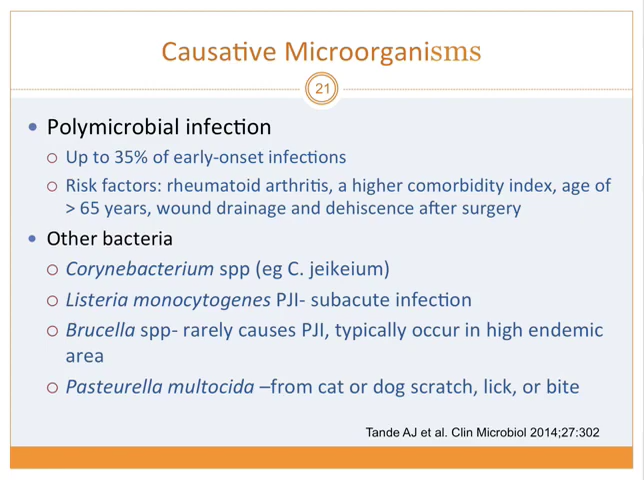 Causative Microorganisms
21
• Polymicrobial infection
○ Up to 35% of early-onset infections
○ Risk factors: rheumatoid arthritis, a higher comorbidity index, age of
> 65 years, wound drainage and dehiscence after surgery
• Other bacteria
○ Corynebacterium spp (eg C. jeikeium)
○ Listeria monocytogenes PJI- subacute infection
○ Brucella spp- rarely causes PJI, typically occur in high endemic
area
○ Pasteurella multocida –from cat or dog scratch, lick, or bite
Tande AJ et al. Clin Microbiol 2014;27:302